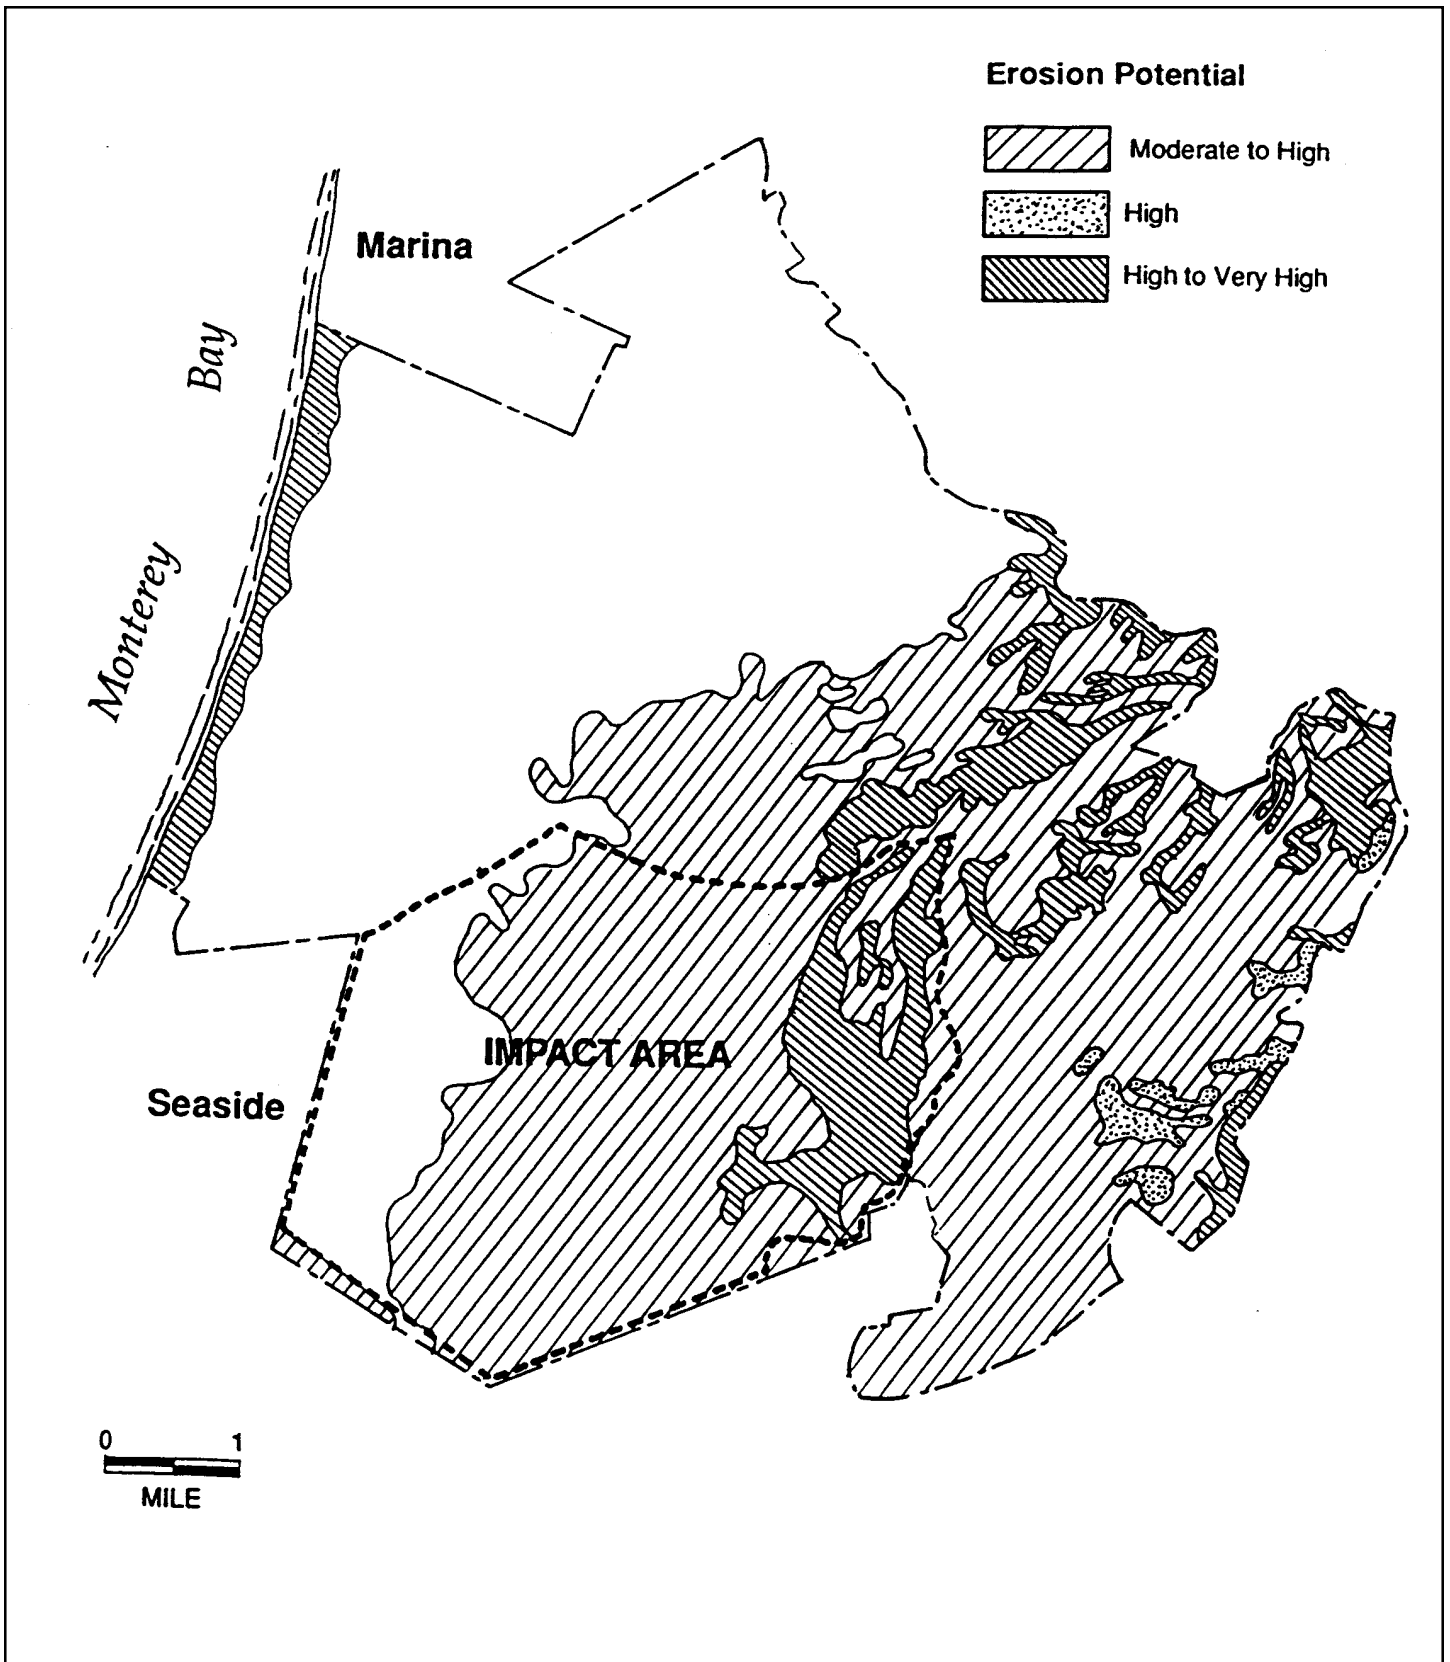 Erosion Potential
Moderate to High
High
High to Very High
Marina
Monterey Bay
IMPACT AREA
Seaside
0 1
MILE